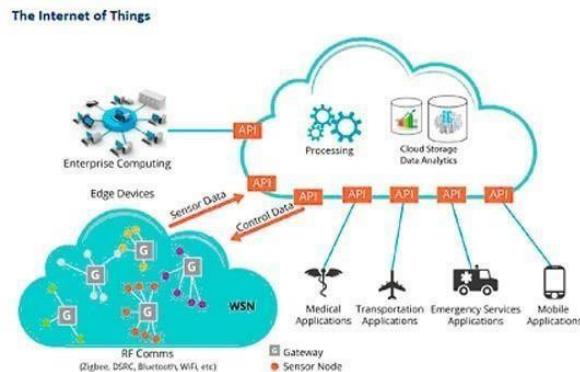 The Internet of Things
API
Enterprise Computing
Processing
Cloud Storage
Data Analytics
Edge Devices
API
API
API
API
API
API
Sensor Data
Control Data
G
G
G
G
G
WSN
Medical
Applications
Transportation
Applications
Emergency Services
Applications
Mobile
Applications
RF Comms
(Zigbee, DSRC, Bluetooth, WiFi, etc)
G Gateway
Sensor Node